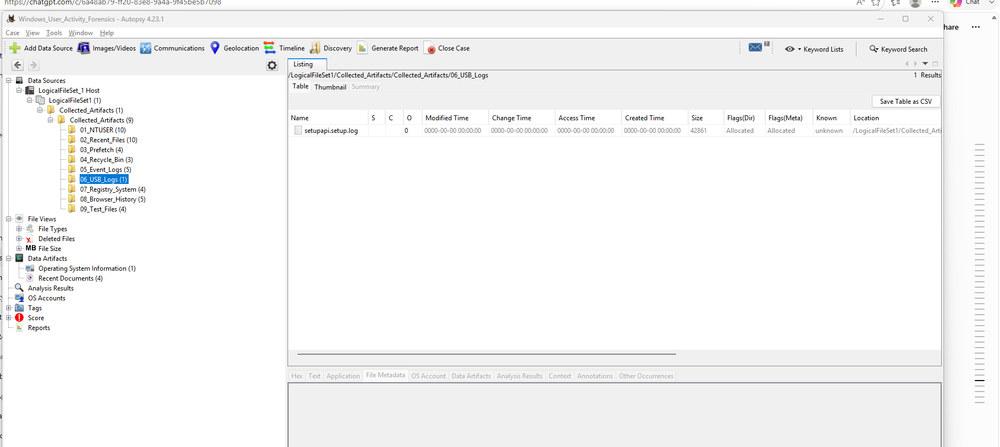 https://chatgpt.com/c/6a48ab79-ff20-83e8-9a4a-9f45be5b7098
Chat
Windows_User_Activity_Forensics - Autopsy 4.23.1
hare
Case View Tools Window Help
Add Data Source Images/Videos Communications Geolocation Timeline Discovery Generate Report Close Case 7 Keyword Lists Keyword Search
Listing
/LogicalFileSet1/Collected_Artifacts/Collected_Artifacts/06_USB_Logs 1 Results
Table Thumbnail Summary
Save Table as CSV
Name S C O Modified Time Change Time Access Time Created Time Size Flags(Dir) Flags(Meta) Known Location
setupapi.setup.log 0 0000-00-00 00:00:00 0000-00-00 00:00:00 0000-00-00 00:00:00 0000-00-00 00:00:00 42861 Allocated Allocated unknown /LogicalFileSet1/Collected_Arti
Data Sources
LogicalFileSet_1 Host
LogicalFileSet1 (1)
Collected_Artifacts (1)
Collected_Artifacts (9)
01_NTUSER (10)
02_Recent_Files (10)
03_Prefetch (4)
04_Recycle_Bin (3)
05_Event_Logs (5)
06_USB_Logs (1)
07_Registry_System (4)
08_Browser_History (5)
09_Test_Files (4)
File Views
File Types
Deleted Files
MB File Size
Data Artifacts
Operating System Information (1)
Recent Documents (4)
Analysis Results
OS Accounts
Tags
Score
Reports
Hex Text Application File Metadata OS Account Data Artifacts Analysis Results Context Annotations Other Occurrences